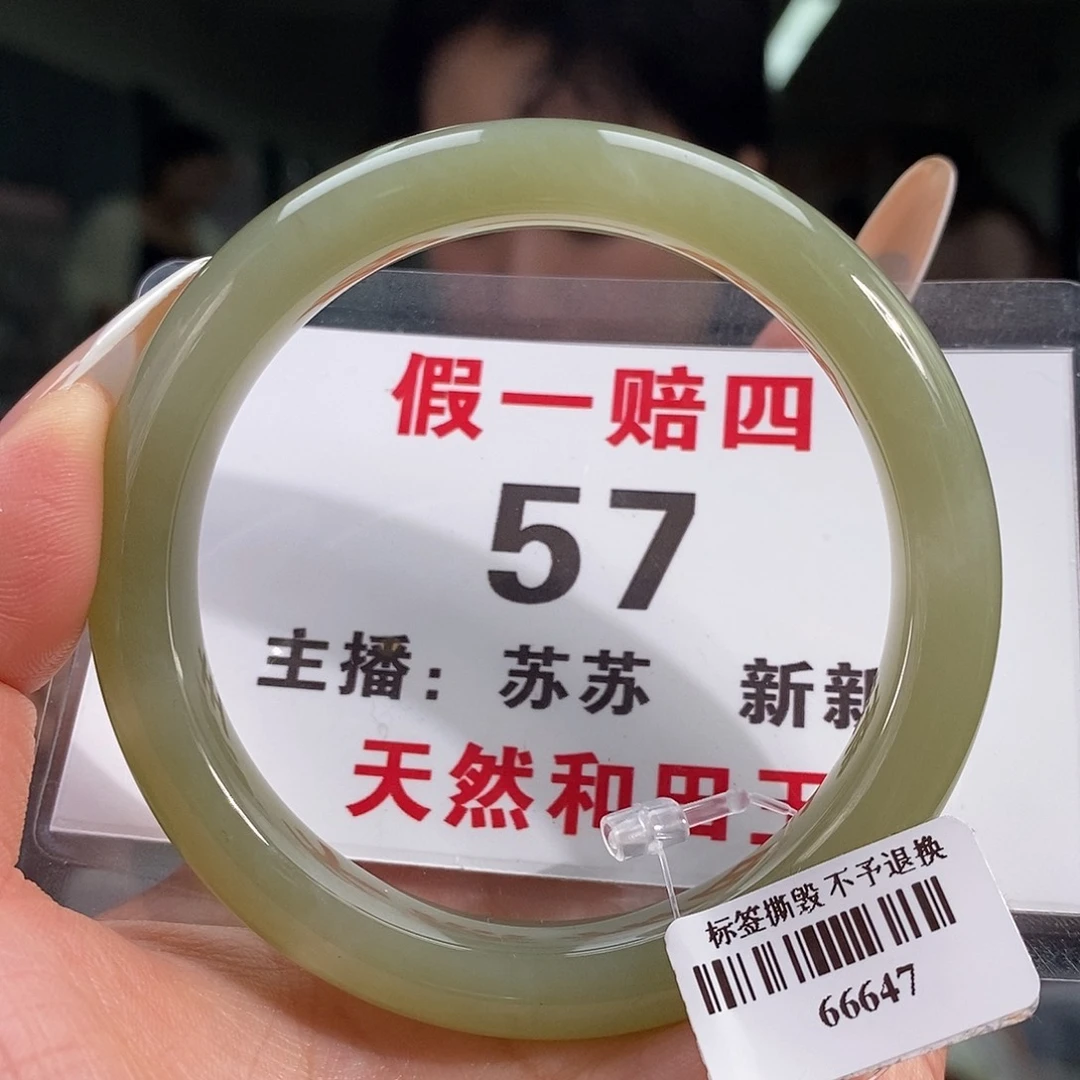 假一赔四
57
主播：苏苏 新新
天然和田玉
标签撕毁 不予退换
66647